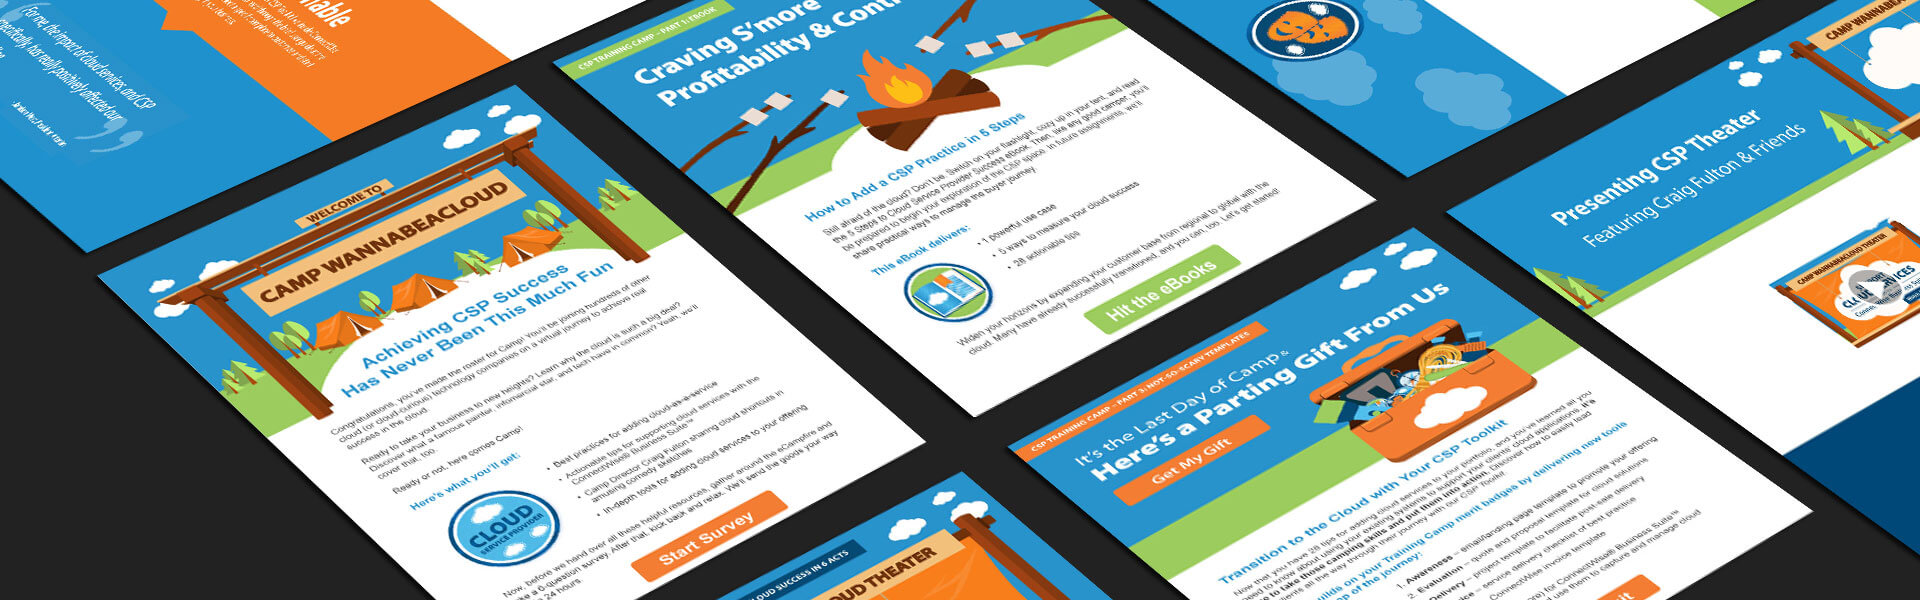 nable
For me, the impact of cloud services and CSP
specifically, has really positively affected our
CSP TRAINING CAMP – PART 1: EBOOK
Craving S'more
Profitability &
How to Add a CSP Practice in 5 Steps
Still afraid of the cloud? Don't be. Switch on your flashlight, cozy up in your tent, and read
the 5 Steps to Cloud Service Provider Success eBook. Then, like any good camper, you'll
be prepared to begin your exploration of the CSP space. In future assignments, we'll
share practical ways to manage the buyer journey.
This eBook delivers:
• 1 powerful use case
• 5 ways to measure your cloud success
• 28 actionable tips
Widen your horizons by expanding your customer base from regional to global with the
cloud. Many have already successfully transitioned, and you can, too. Let's get started!
Hit the eBooks
WELCOME TO
CAMP WANNABEACLOUD
Achieving CSP Success
Has Never Been This Much Fun
Congratulations, you've made the roster for Camp! You'll be joining hundreds of other
cloud (or cloud-curious) technology companies on a virtual journey to achieve real
success in the cloud.
Ready to take your business to new heights? Learn why the cloud is such a big deal?
Discover what a famous painter, infomercial star, and tech have in common? Yeah, we'll
cover that, too.
Ready or not, here comes Camp!
Here's what you'll get:
• Best practices for adding cloud-as-a-service
• Actionable tips for supporting cloud services with the
ConnectWise® Business Suite™
• Camp Director Craig Fulton sharing cloud shortcuts in
amusing comedy sketches
• In-depth tools for adding cloud services to your offering
CLOUD
SERVICE PROVIDER
Now, before we hand over all these helpful resources, gather around the eCampfire and
ke a 6-question survey. After that, kick back and relax. We'll send the goods your way
24 hours.
Start Survey
LOUD SUCCESS IN 6 ACTS
OUD THEATER
CSP TRAINING CAMP – PART 3: NOT-SO-SCARY TEMPLATES
It's the Last Day of Camp &
Here's a Parting Gift From Us
Get My Gift
Transition to the Cloud with Your CSP Toolkit
Now that you have 28 tips for adding cloud services to your portfolio, and you've learned all you
need to know about using your existing systems to support your clients' cloud applications, it's
to take those camping skills and put them into action. Discover how to easily lead
clients all the way through their journey with our CSP Toolkit
uilds on your Training Camp merit badges by delivering new tools
of the journey:
1. Awareness – email/landing page template to promote your offering
2. Evaluation – quote and proposal template for cloud solutions
Delivery – project template to facilitate post-sale delivery
– service delivery checklist of best practice
– ConnectWise invoice template
for ConnectWise® Business Suite™
use them to capture and manage cloud
CAMP WANNABEA
Presenting CSP Theater
Featuring Craig Fulton & Friends
CAMP WANNABEACLOUD THEATER